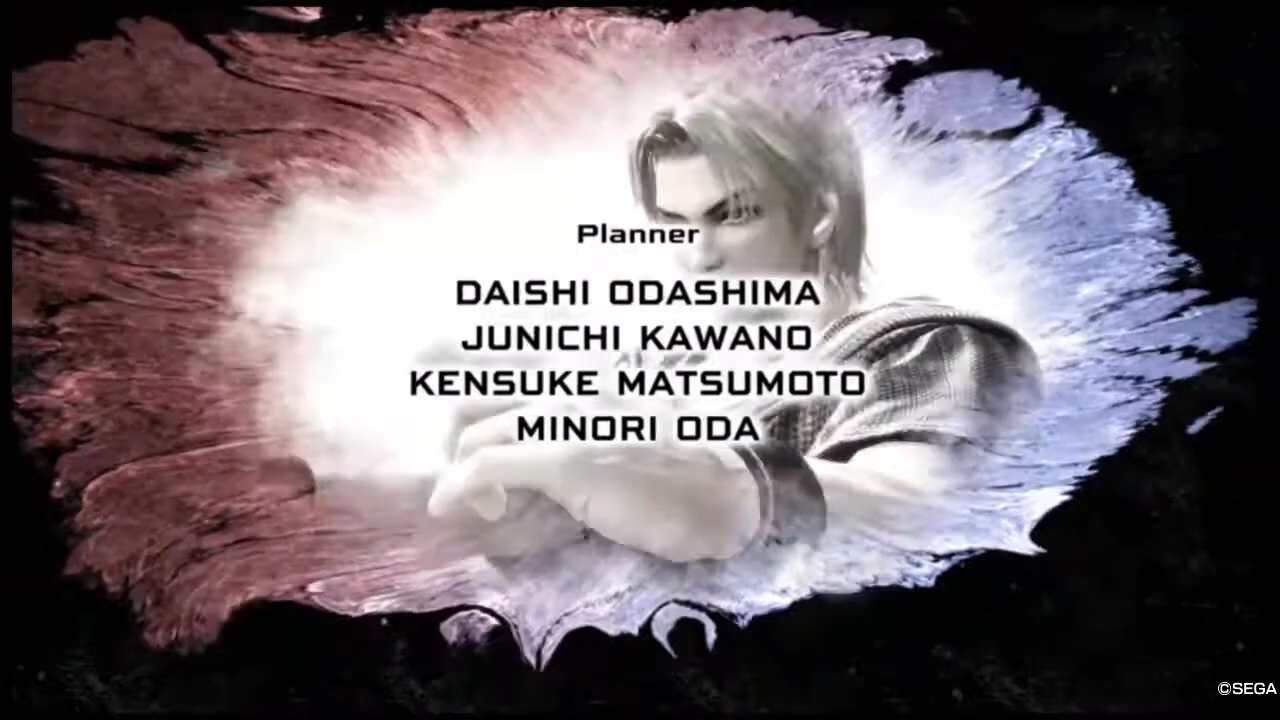 Planner
DAISHI ODASHIMA
JUNICHI KAWANO
KENSUKE MATSUMOTO
MINORI ODA
©SEGA